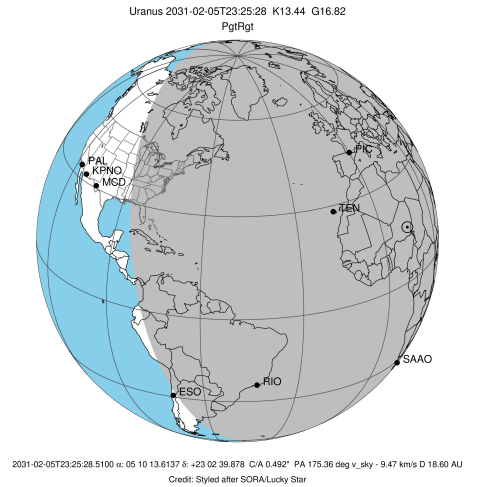 Uranus 2031-02-05T23:25:28 K13.44 G16.82
PgtRgt
PIC
PAL
KPNO
MCD
TEN
SAAO
RIO
ESO
2031-02-05T23:25:28.5100 α: 05 10 13.6137 δ: +23 02 39.878 C/A 0.492" PA 175.36 deg v_sky - 9.47 km/s D 18.60 AU
Credit: Styled after SORA/Lucky Star